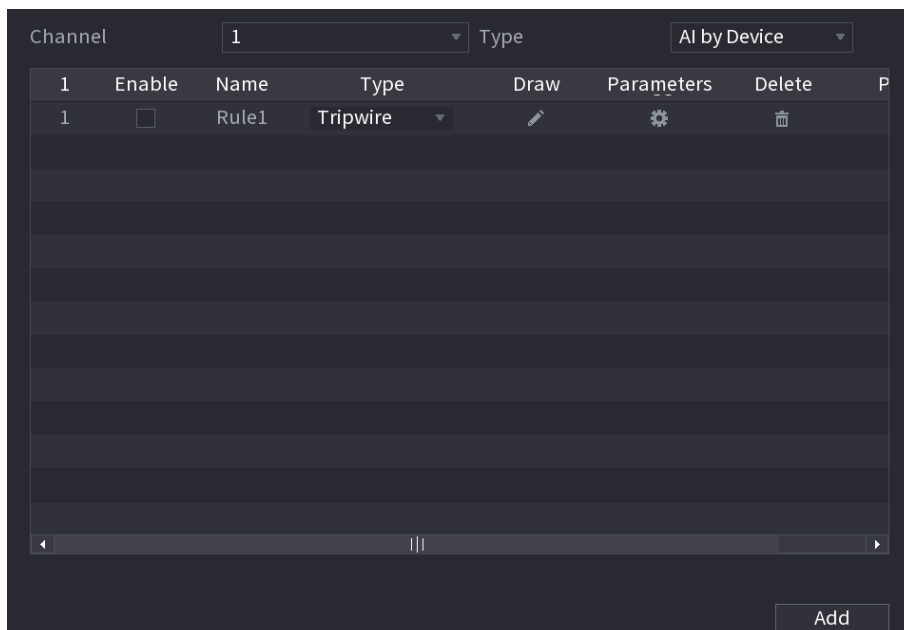 Channel 1 Type AI by Device
1 Enable Name Type Draw Parameters Delete P
1 Rule1 Tripwire
Add